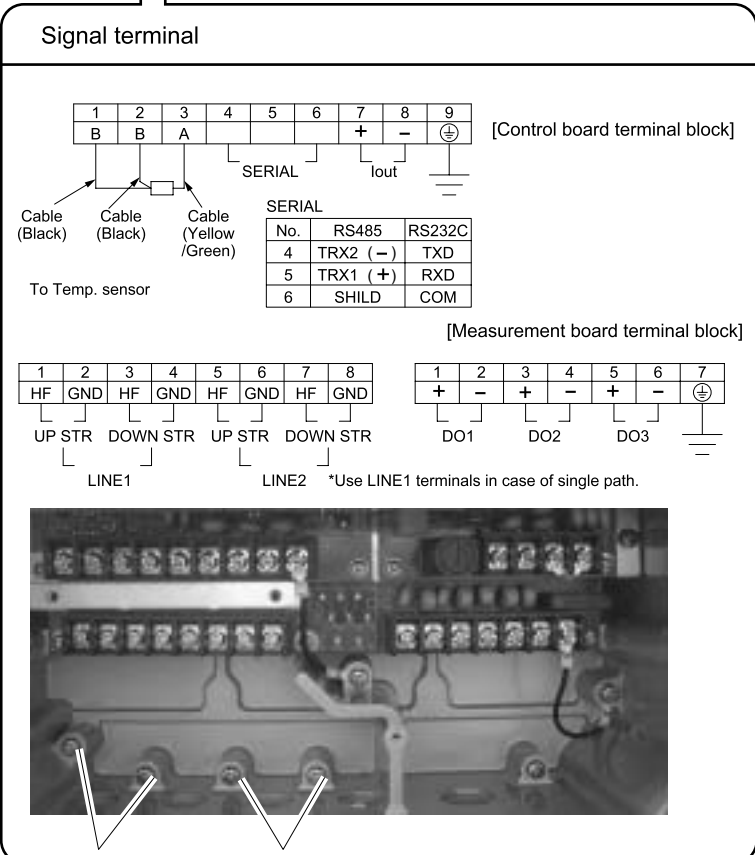 Signal terminal
1 2 3 4 5 6 7 8 9
B B A + − ⏚
[Control board terminal block]
SERIAL Iout
Cable (Black)
Cable (Black)
Cable (Yellow /Green)
To Temp. sensor
SERIAL
No. RS485 RS232C
4 TRX2 (−) TXD
5 TRX1 (+) RXD
6 SHILD COM
[Measurement board terminal block]
1 2 3 4 5 6 7 8
HF GND HF GND HF GND HF GND
UP STR DOWN STR UP STR DOWN STR
LINE1 LINE2
1 2 3 4 5 6 7
+ − + − + − ⏚
DO1 DO2 DO3
*Use LINE1 terminals in case of single path.